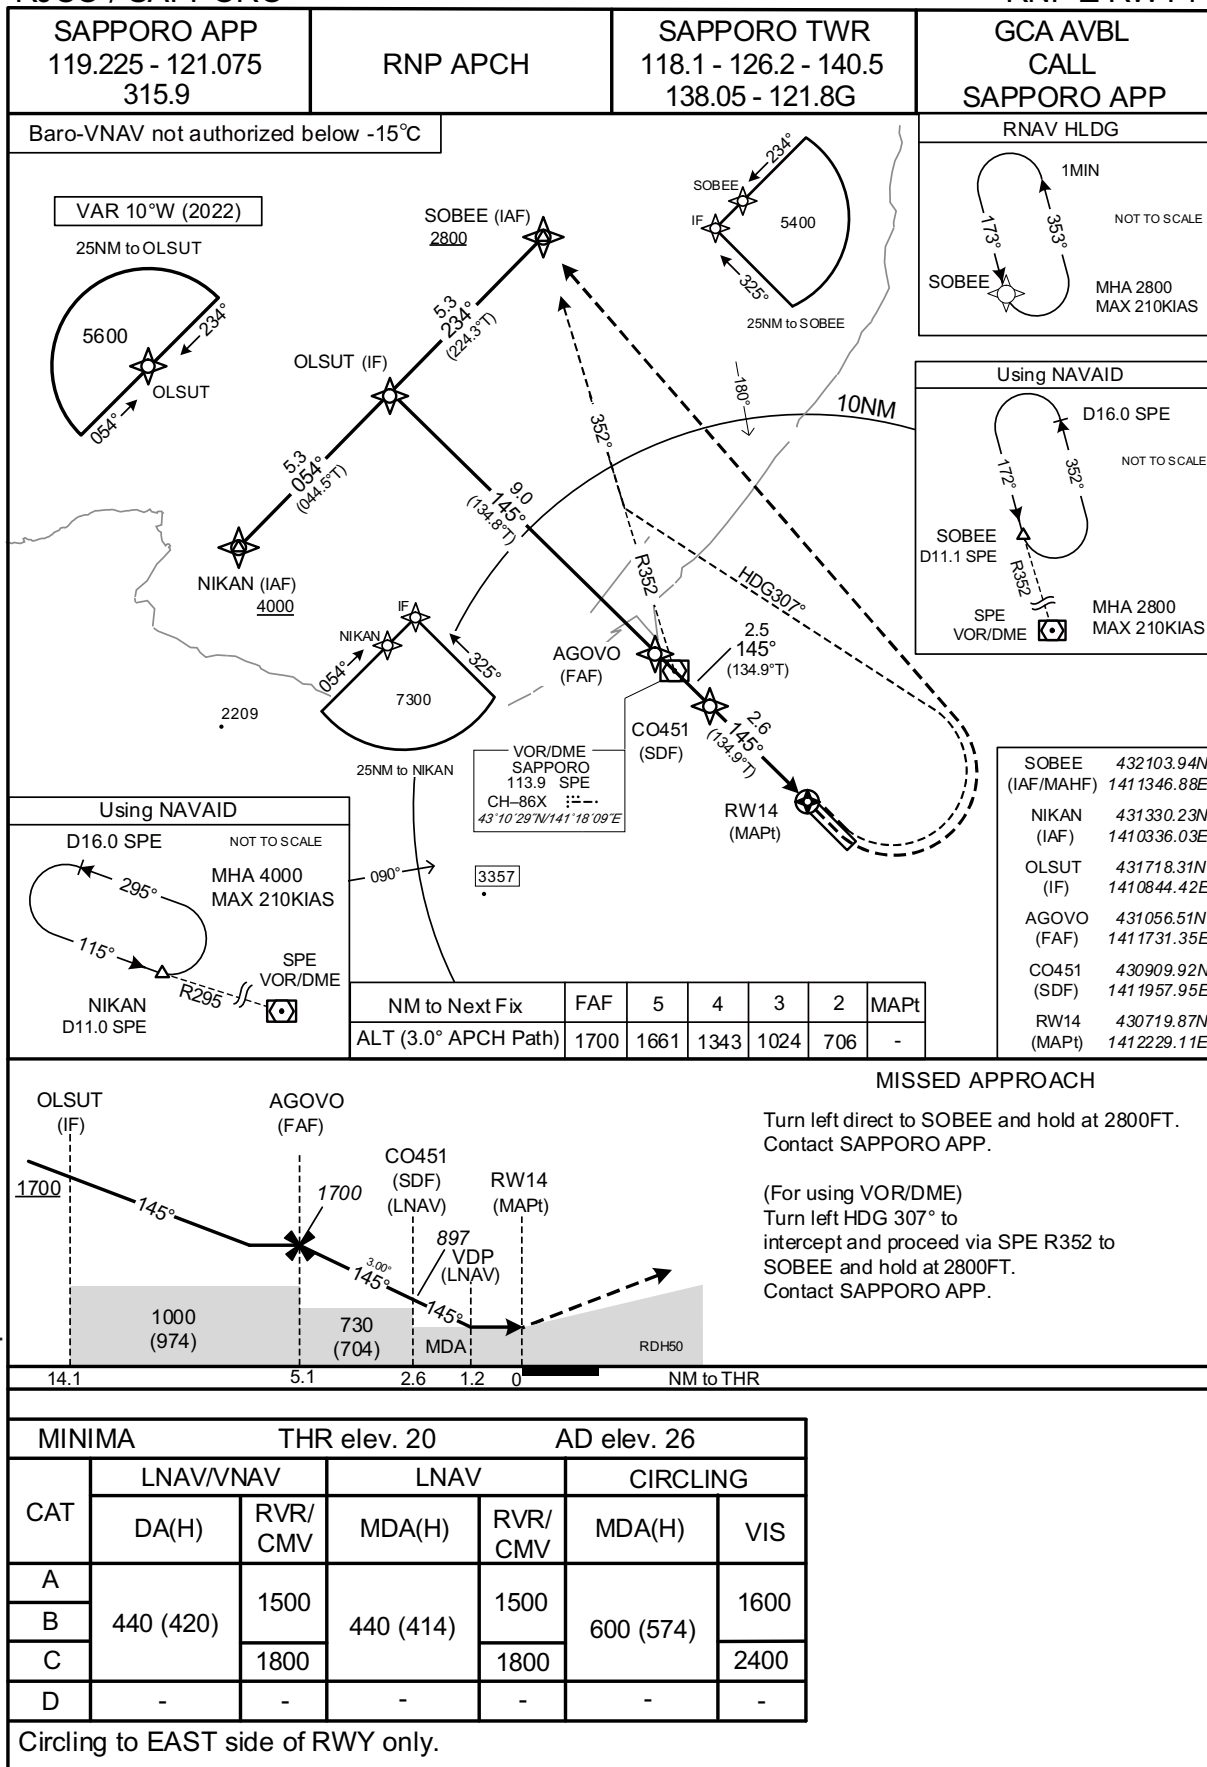 SAPPORO APP
119.225 - 121.075
315.9
RNP APCH
SAPPORO TWR
118.1 - 126.2 - 140.5
138.05 - 121.8G
GCA AVBL
CALL
SAPPORO APP
Baro-VNAV not authorized below -15°C
VAR 10°W (2022)
25NM to OLSUT
5600
234°
OLSUT
054°
SOBEE (IAF)
2800
5.3
234°
(224.3°T)
OLSUT (IF)
5.3
054°
(044.5°T)
NIKAN (IAF)
4000
9.0
145°
(134.8°T)
234°
SOBEE
IF
5400
325°
25NM to SOBEE
180°
10NM
352°
R352
HDG307°
RNAV HLDG
1MIN
173°
353°
NOT TO SCALE
SOBEE
MHA 2800
MAX 210KIAS
Using NAVAID
D16.0 SPE
NOT TO SCALE
172°
352°
SOBEE
D11.1 SPE
R352
SPE
VOR/DME
MHA 2800
MAX 210KIAS
IF
NIKAN
054°
325°
7300
25NM to NIKAN
2209
AGOVO
(FAF)
2.5
145°
(134.9°T)
CO451
(SDF)
2.6
145°
(134.9°T)
RW14
(MAPt)
VOR/DME
SAPPORO
113.9 SPE
CH–86X
43°10'29"N/141°18'09"E
3357
090°
Using NAVAID
D16.0 SPE
NOT TO SCALE
295°
MHA 4000
MAX 210KIAS
115°
SPE
VOR/DME
R295
NIKAN
D11.0 SPE
SOBEE 432103.94N
(IAF/MAHF) 1411346.88E
NIKAN 431330.23N
(IAF) 1410336.03E
OLSUT 431718.31N
(IF) 1410844.42E
AGOVO 431056.51N
(FAF) 1411731.35E
CO451 430909.92N
(SDF) 1411957.95E
RW14 430719.87N
(MAPt) 1412229.11E
NM to Next Fix FAF 5 4 3 2 MAPt
ALT (3.0° APCH Path) 1700 1661 1343 1024 706 -
OLSUT
(IF)
AGOVO
(FAF)
CO451
(SDF)
(LNAV)
RW14
(MAPt)
1700
145°
1700
3.00°
145°
897
VDP
(LNAV)
145°
1000
(974)
730
(704)
MDA
RDH50
14.1 5.1 2.6 1.2 0 NM to THR
MISSED APPROACH
Turn left direct to SOBEE and hold at 2800FT.
Contact SAPPORO APP.
(For using VOR/DME)
Turn left HDG 307° to
intercept and proceed via SPE R352 to
SOBEE and hold at 2800FT.
Contact SAPPORO APP.
MINIMA THR elev. 20 AD elev. 26
CAT LNAV/VNAV LNAV CIRCLING
DA(H) RVR/CMV MDA(H) RVR/CMV MDA(H) VIS
A
B
440 (420) 1500 440 (414) 1500 600 (574) 1600
C 1800 1800 2400
D - - - - - -
Circling to EAST side of RWY only.